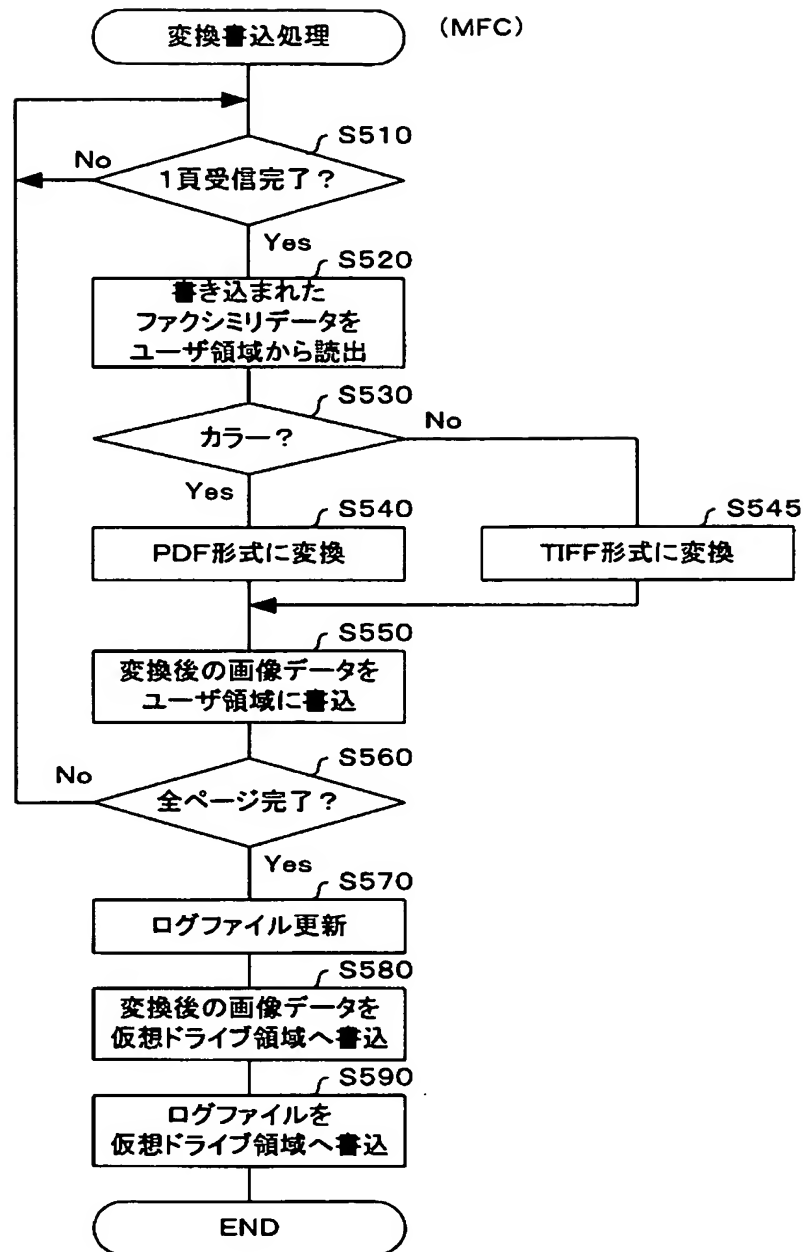 変換書込処理
(MFC)
S510
No
1頁受信完了?
Yes
S520
書き込まれた
ファクシミリデータを
ユーザ領域から読出
S530
カラー?
No
Yes
S540
PDF形式に変換
S545
TIFF形式に変換
S550
変換後の画像データを
ユーザ領域に書込
S560
No
全ページ完了?
Yes
S570
ログファイル更新
S580
変換後の画像データを
仮想ドライブ領域へ書込
S590
ログファイルを
仮想ドライブ領域へ書込
END